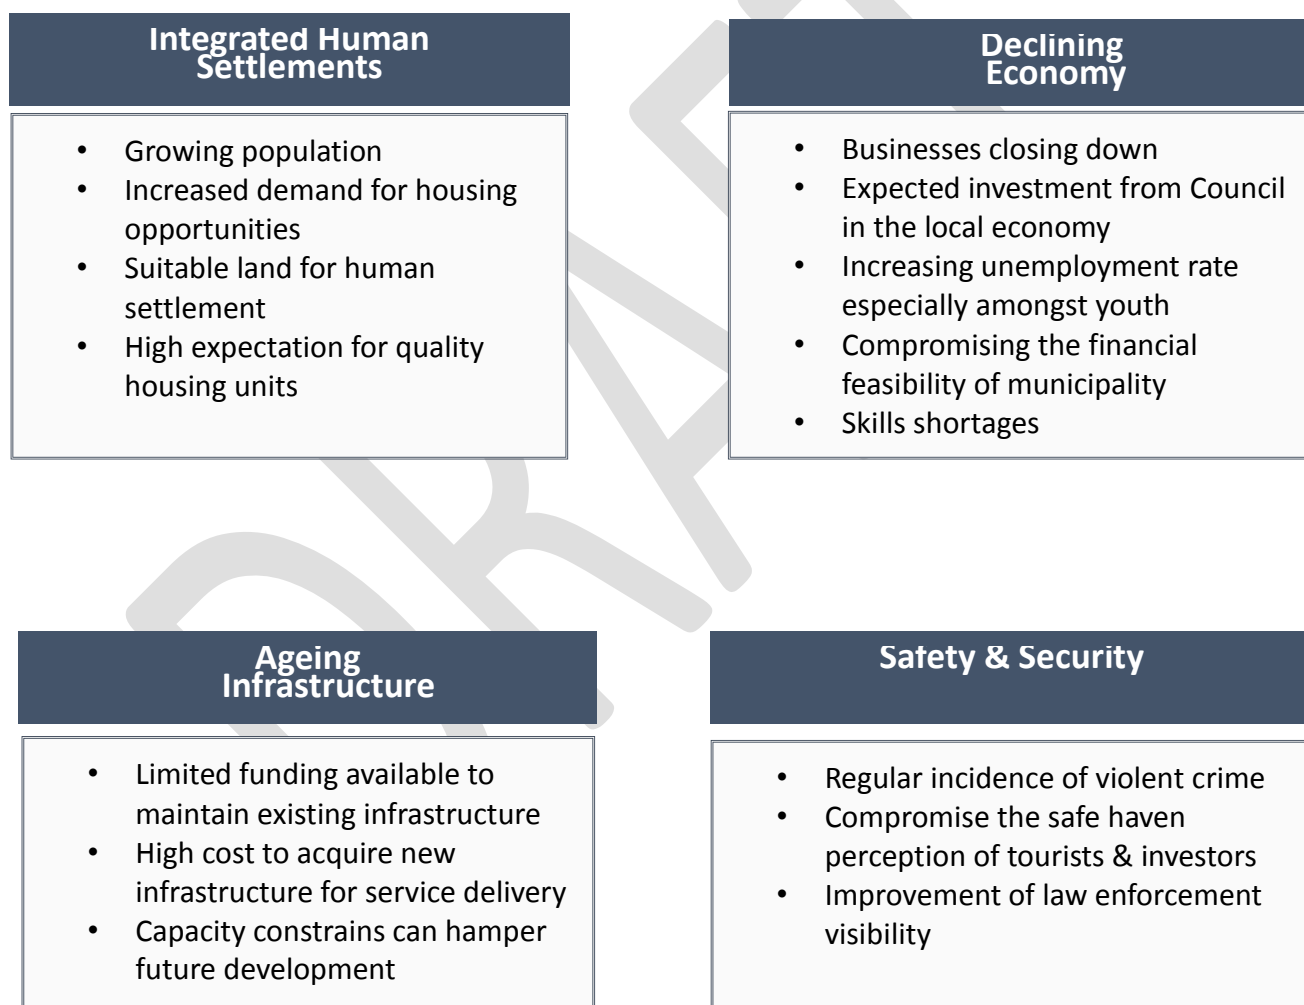 Integrated Human
Settlements
• Growing population
• Increased demand for housing
opportunities
• Suitable land for human
settlement
• High expectation for quality
housing units
Declining
Economy
• Businesses closing down
• Expected investment from Council
in the local economy
• Increasing unemployment rate
especially amongst youth
• Compromising the financial
feasibility of municipality
• Skills shortages
Ageing
Infrastructure
• Limited funding available to
maintain existing infrastructure
• High cost to acquire new
infrastructure for service delivery
• Capacity constrains can hamper
future development
Safety & Security
• Regular incidence of violent crime
• Compromise the safe haven
perception of tourists & investors
• Improvement of law enforcement
visibility
DRAFT